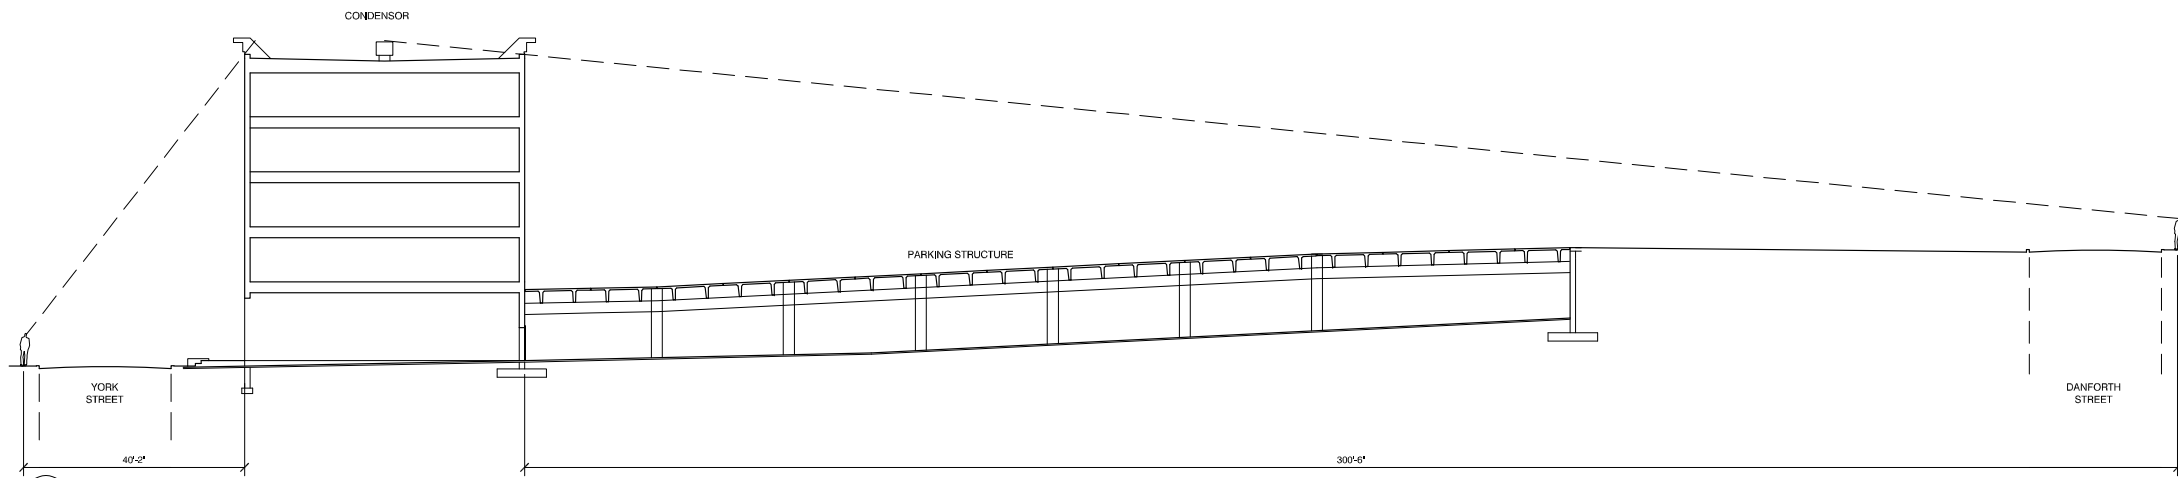 CONDENSOR
PARKING STRUCTURE
YORK
STREET
DANFORTH
STREET
40'-2"
300'-6"